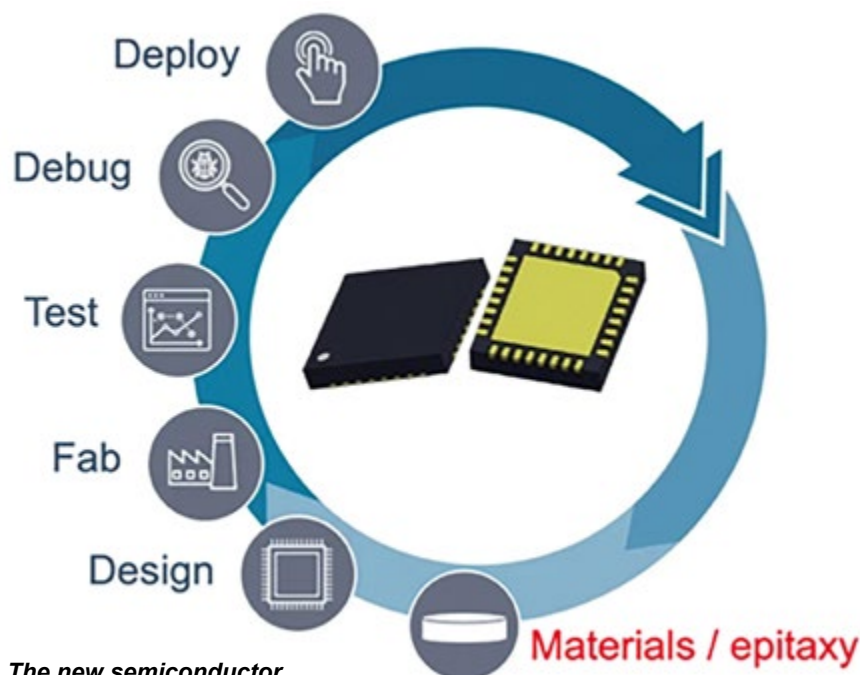 Deploy
Debug
Test
Fab
Design
Materials / epitaxy
The new semiconductor